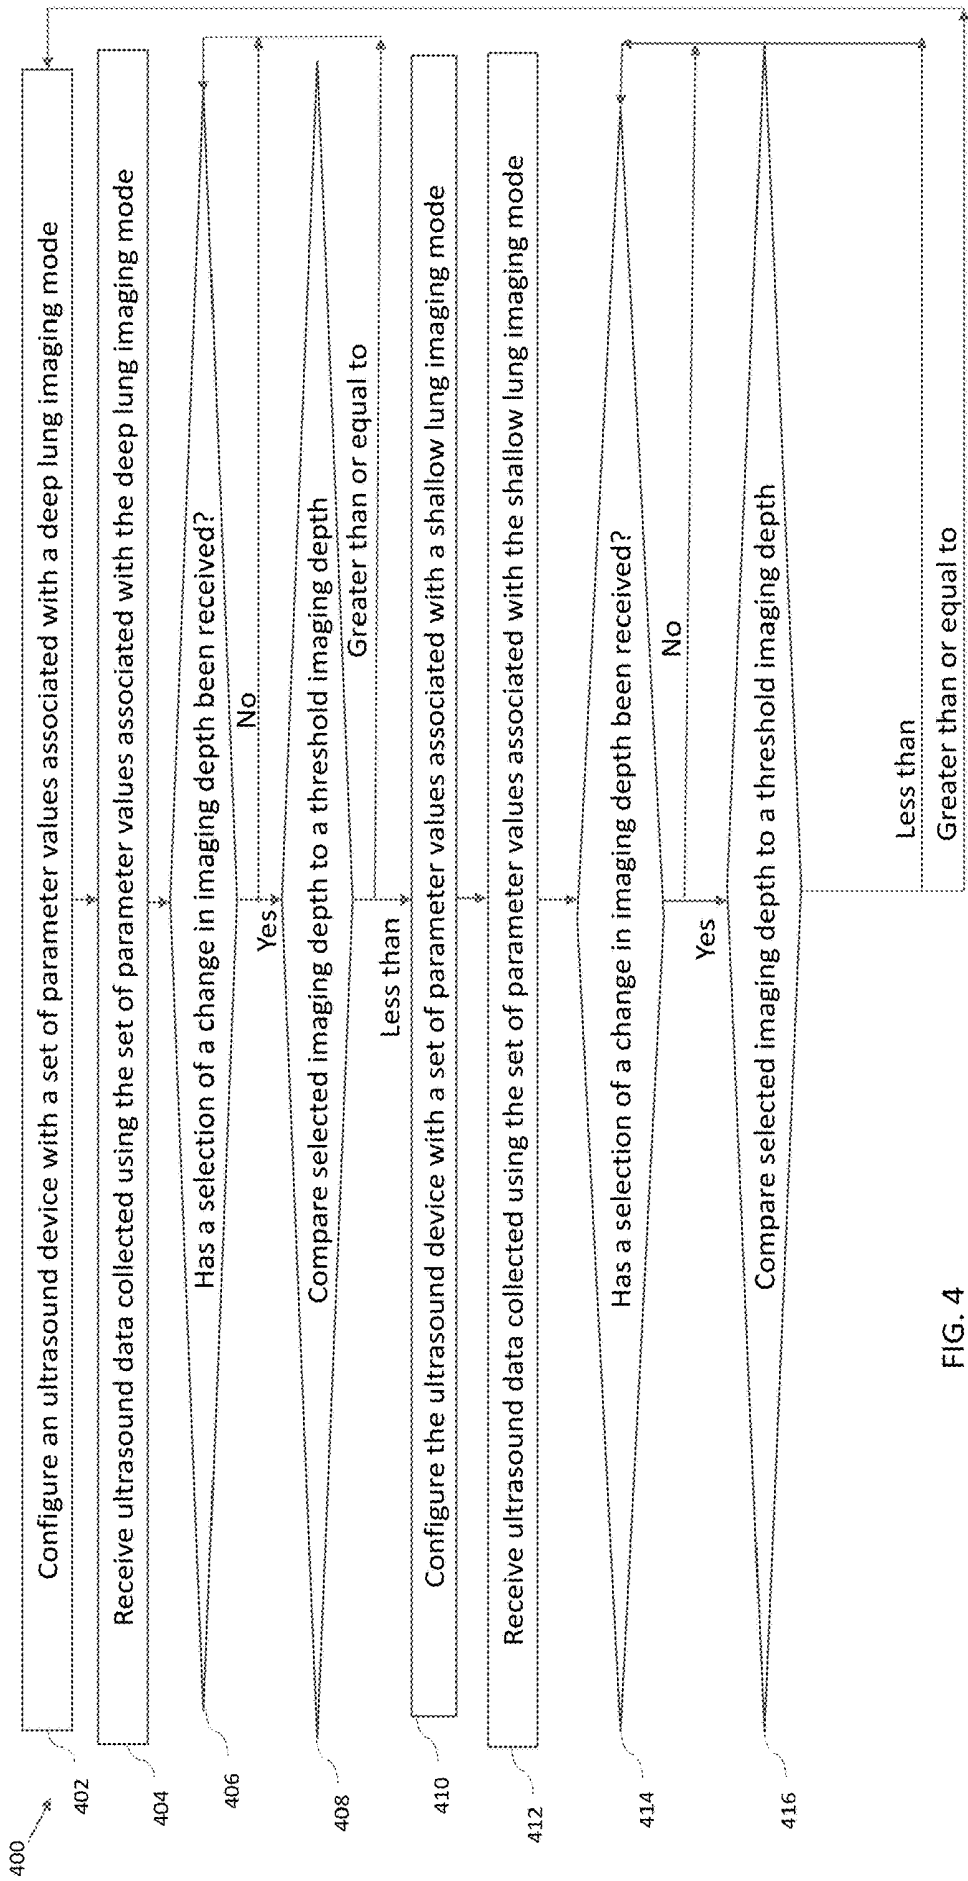 400
402
Configure an ultrasound device with a set of parameter values associated with a deep lung imaging mode
404
Receive ultrasound data collected using the set of parameter values associated with the deep lung imaging mode
406
Has a selection of a change in imaging depth been received?
No
Yes
408
Compare selected imaging depth to a threshold imaging depth
Greater than or equal to
Less than
410
Configure the ultrasound device with a set of parameter values associated with a shallow lung imaging mode
412
Receive ultrasound data collected using the set of parameter values associated with the shallow lung imaging mode
414
Has a selection of a change in imaging depth been received?
No
Yes
416
Compare selected imaging depth to a threshold imaging depth
Less than
Greater than or equal to
FIG. 4